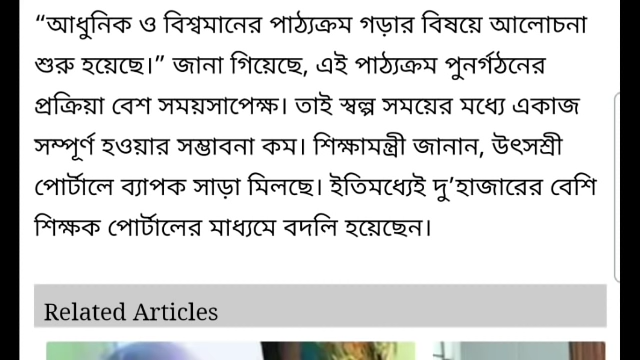 “আধুনিক ও বিশ্বমানের পাঠ্যক্রম গড়ার বিষয়ে আলোচনা
শুরু হয়েছে।” জানা গিয়েছে, এই পাঠ্যক্রম পুনর্গঠনের
প্রক্রিয়া বেশ সময়সাপেক্ষ। তাই স্বল্প সময়ের মধ্যে একাজ
সম্পূর্ণ হওয়ার সম্ভাবনা কম। শিক্ষামন্ত্রী জানান, উৎসশ্রী
পোর্টালে ব্যাপক সাড়া মিলছে। ইতিমধ্যেই দু’হাজারের বেশি
শিক্ষক পোর্টালের মাধ্যমে বদলি হয়েছেন।
Related Articles